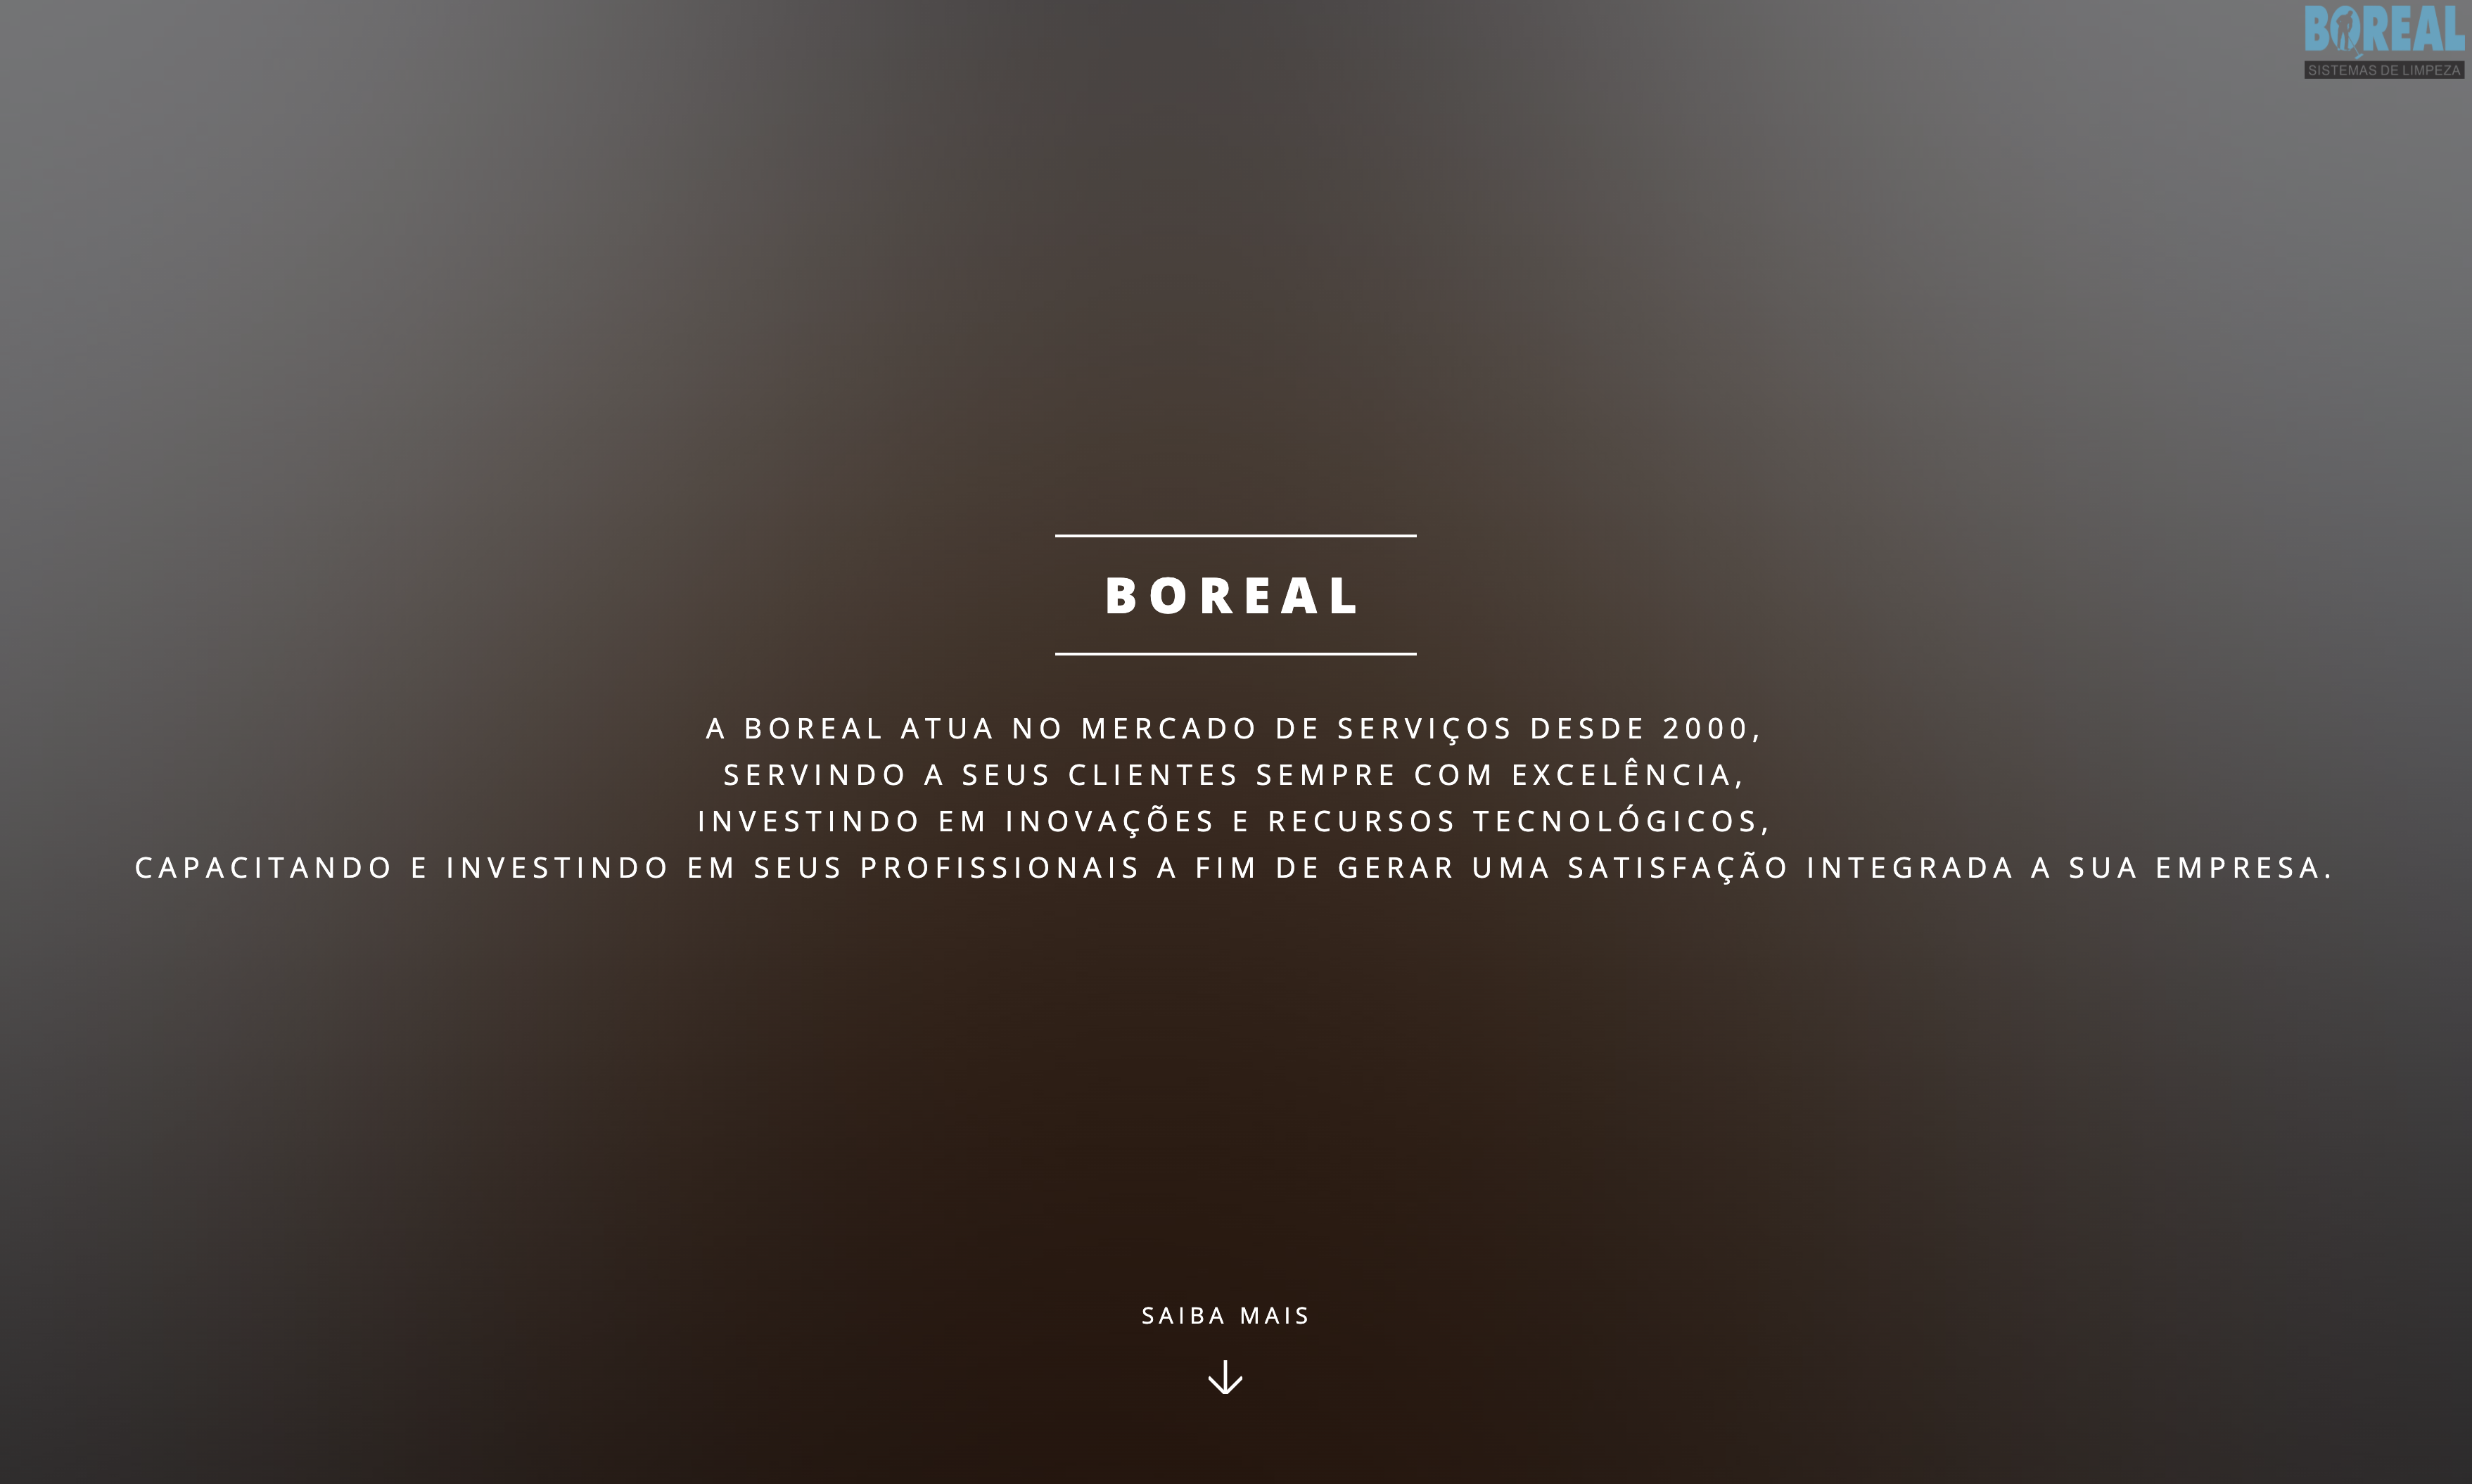 BOREAL
SISTEMAS DE LIMPEZA
BOREAL
A BOREAL ATUA NO MERCADO DE SERVIÇOS DESDE 2000,
SERVINDO A SEUS CLIENTES SEMPRE COM EXCELÊNCIA,
INVESTINDO EM INOVAÇÕES E RECURSOS TECNOLÓGICOS,
CAPACITANDO E INVESTINDO EM SEUS PROFISSIONAIS A FIM DE GERAR UMA SATISFAÇÃO INTEGRADA A SUA EMPRESA.
SAIBA MAIS